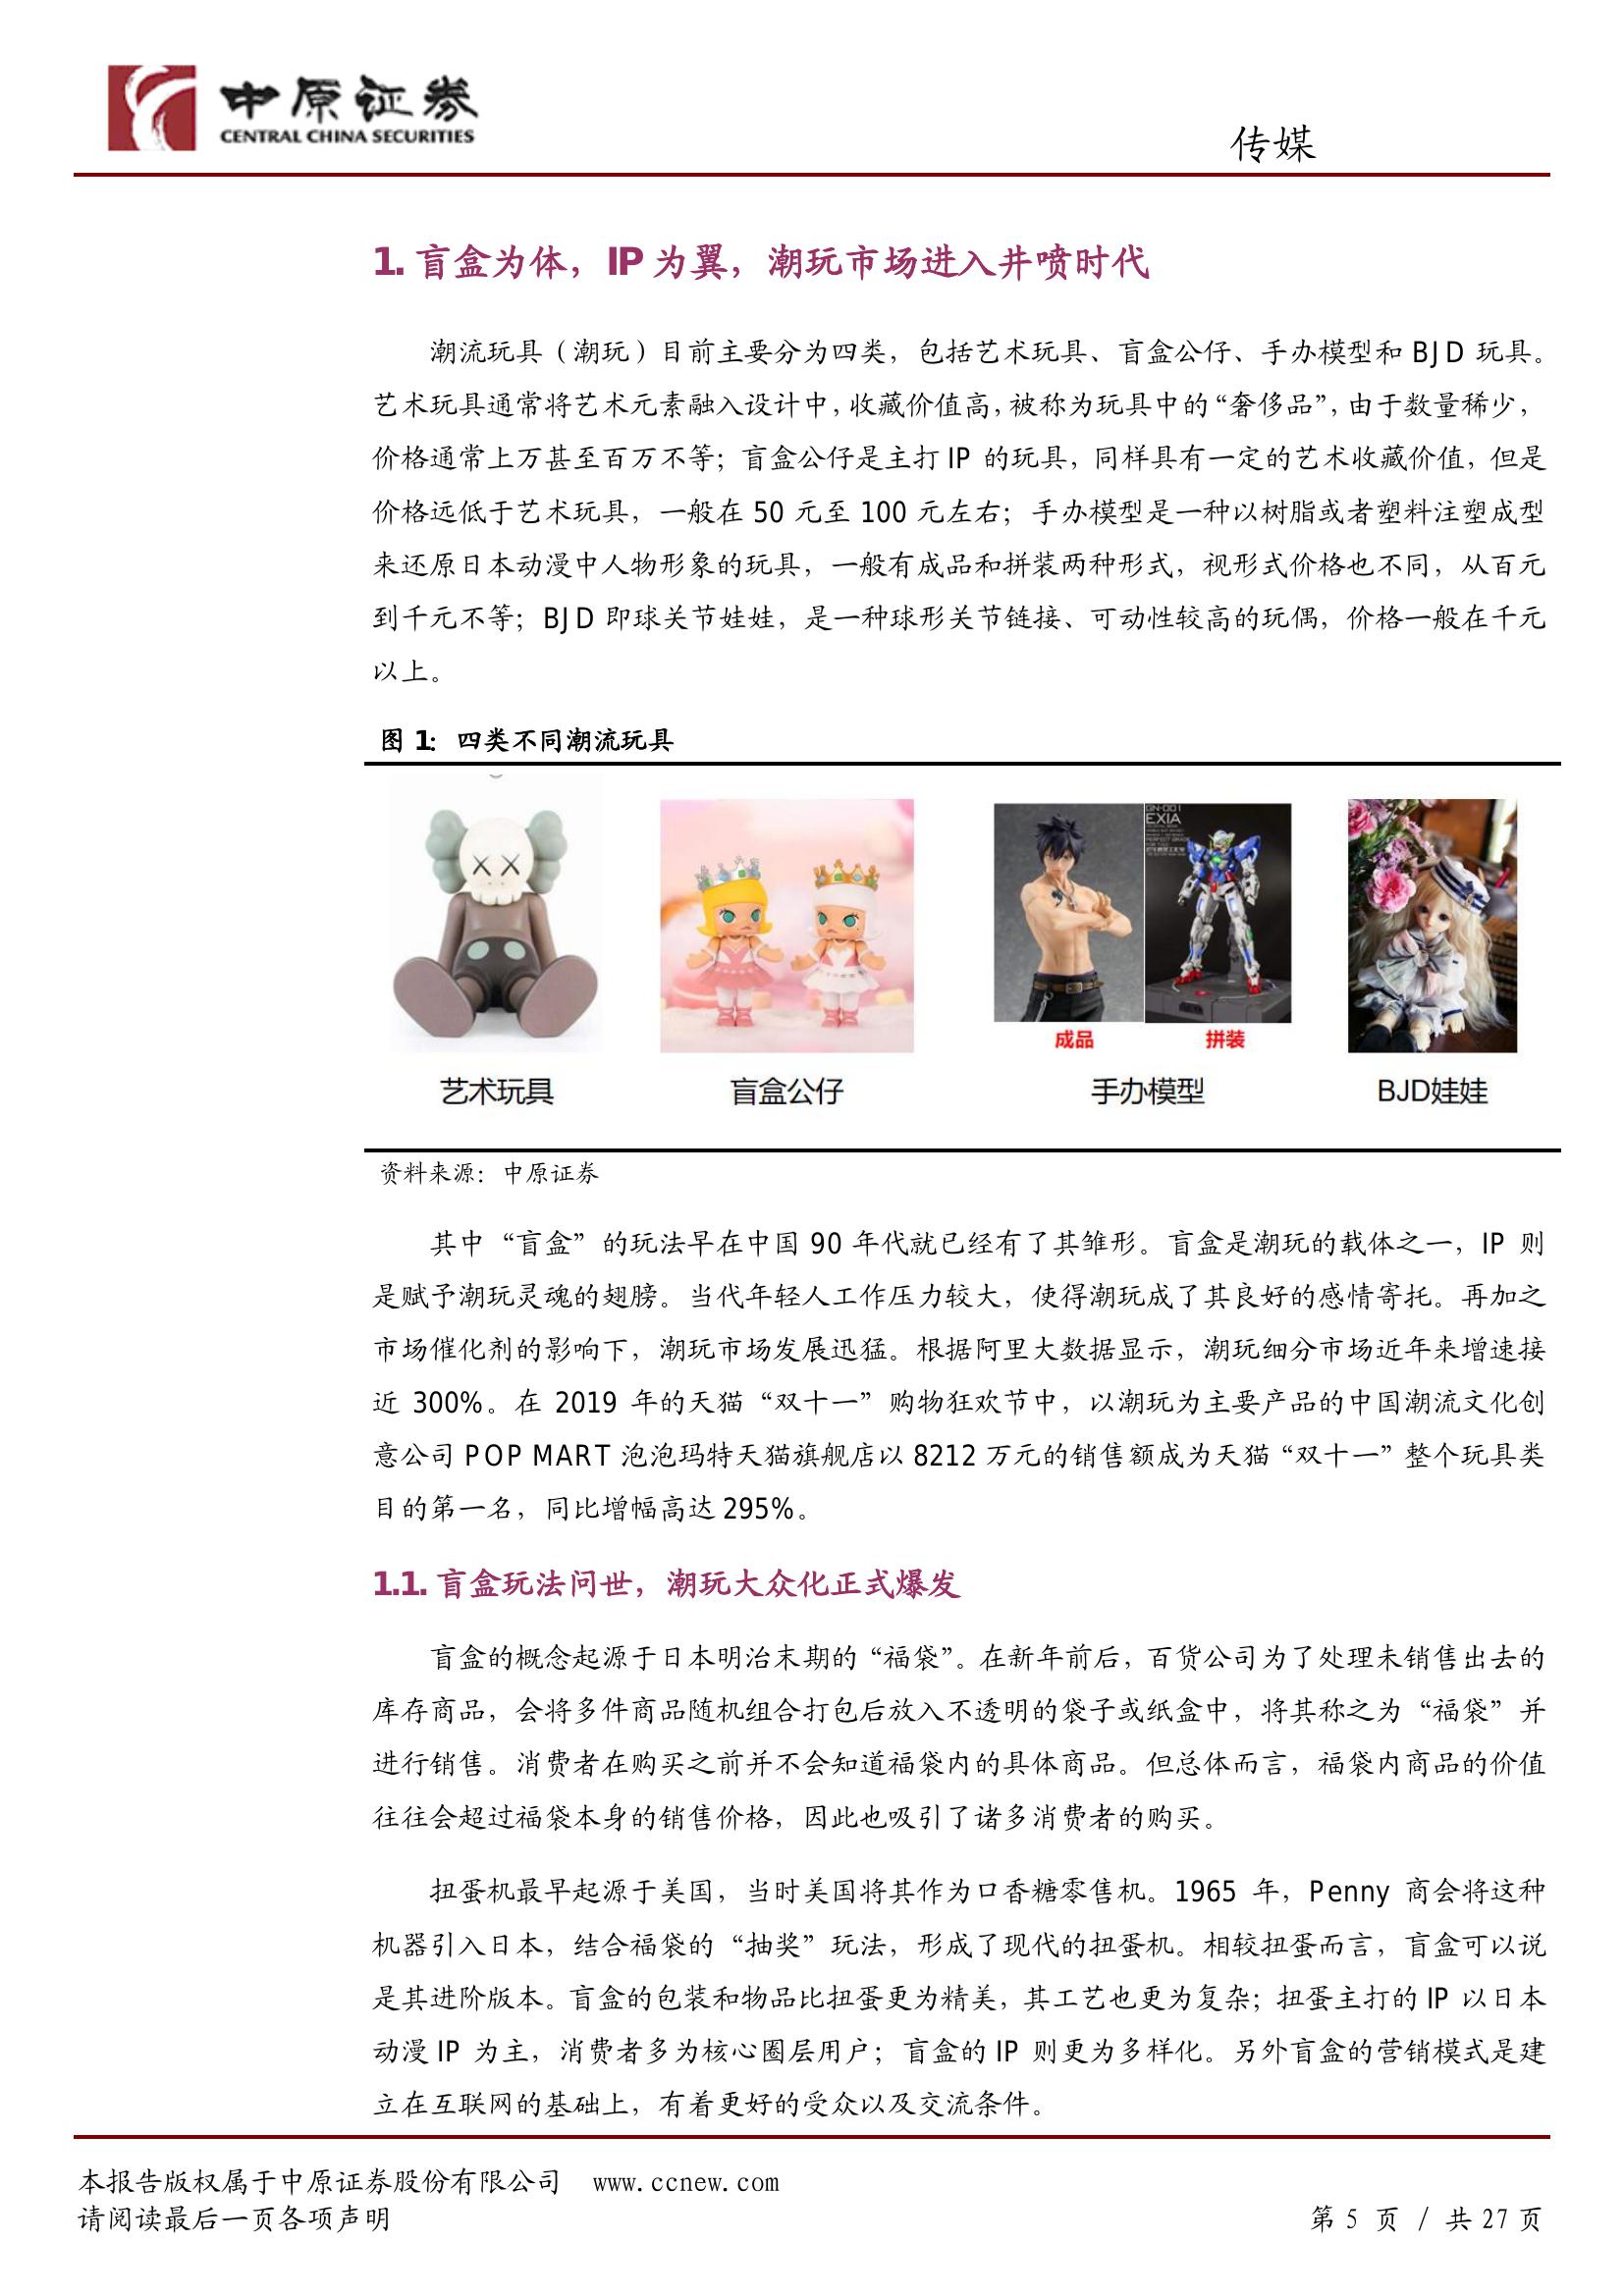 中原证券
CENTRAL CHINA SECURITIES
传媒
1. 盲盒为体，IP 为翼，潮玩市场进入井喷时代
潮流玩具（潮玩）目前主要分为四类，包括艺术玩具、盲盒公仔、手办模型和 BJD 玩具。
艺术玩具通常将艺术元素融入设计中，收藏价值高，被称为玩具中的“奢侈品”，由于数量稀少，
价格通常上万甚至百万不等；盲盒公仔是主打 IP 的玩具，同样具有一定的艺术收藏价值，但是
价格远低于艺术玩具，一般在 50 元至 100 元左右；手办模型是一种以树脂或者塑料注塑成型
来还原日本动漫中人物形象的玩具，一般有成品和拼装两种形式，视形式价格也不同，从百元
到千元不等；BJD 即球关节娃娃，是一种球形关节链接、可动性较高的玩偶，价格一般在千元
以上。
图 1：四类不同潮流玩具
GN-001
EXIA
成品
拼装
艺术玩具
盲盒公仔
手办模型
BJD娃娃
资料来源：中原证券
其中“盲盒”的玩法早在中国 90 年代就已经有了其雏形。盲盒是潮玩的载体之一，IP 则
是赋予潮玩灵魂的翅膀。当代年轻人工作压力较大，使得潮玩成了其良好的感情寄托。再加之
市场催化剂的影响下，潮玩市场发展迅猛。根据阿里大数据显示，潮玩细分市场近年来增速接
近 300%。在 2019 年的天猫“双十一”购物狂欢节中，以潮玩为主要产品的中国潮流文化创
意公司 POP MART 泡泡玛特天猫旗舰店以 8212 万元的销售额成为天猫“双十一”整个玩具类
目的第一名，同比增幅高达 295%。
1.1. 盲盒玩法问世，潮玩大众化正式爆发
盲盒的概念起源于日本明治末期的“福袋”。在新年前后，百货公司为了处理未销售出去的
库存商品，会将多件商品随机组合打包后放入不透明的袋子或纸盒中，将其称之为“福袋”并
进行销售。消费者在购买之前并不会知道福袋内的具体商品。但总体而言，福袋内商品的价值
往往会超过福袋本身的销售价格，因此也吸引了诸多消费者的购买。
扭蛋机最早起源于美国，当时美国将其作为口香糖零售机。1965 年，Penny 商会将这种
机器引入日本，结合福袋的“抽奖”玩法，形成了现代的扭蛋机。相较扭蛋而言，盲盒可以说
是其进阶版本。盲盒的包装和物品比扭蛋更为精美，其工艺也更为复杂；扭蛋主打的 IP 以日本
动漫 IP 为主，消费者多为核心圈层用户；盲盒的 IP 则更为多样化。另外盲盒的营销模式是建
立在互联网的基础上，有着更好的受众以及交流条件。
本报告版权属于中原证券股份有限公司 www.ccnew.com
请阅读最后一页各项声明
第 5 页 / 共 27 页